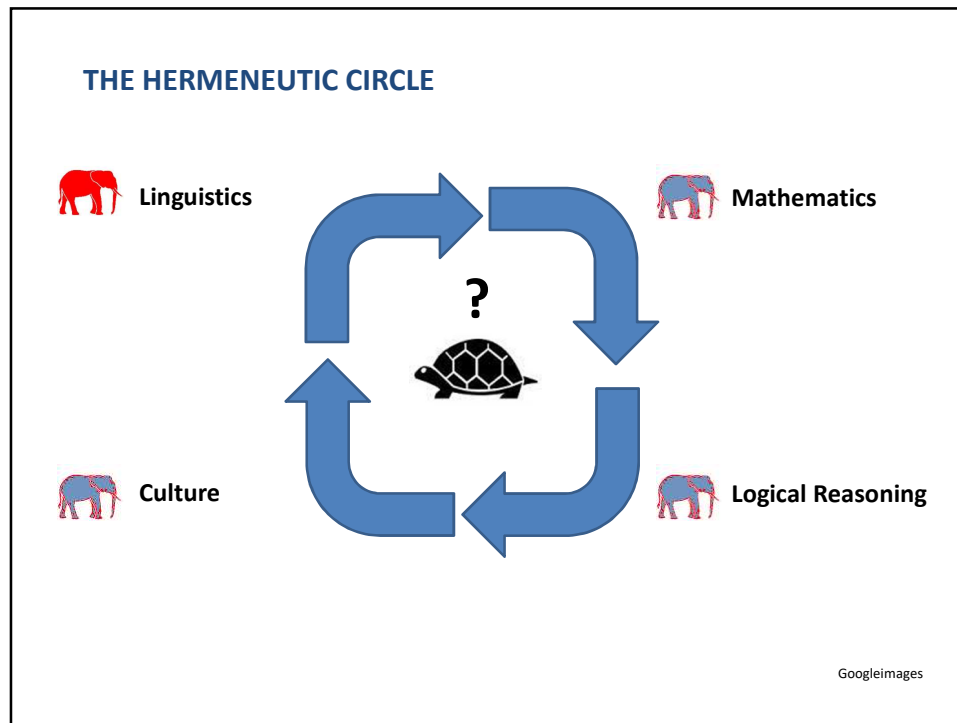 THE HERMENEUTIC CIRCLE
Linguistics
Mathematics
?
Culture
Logical Reasoning
Googleimages